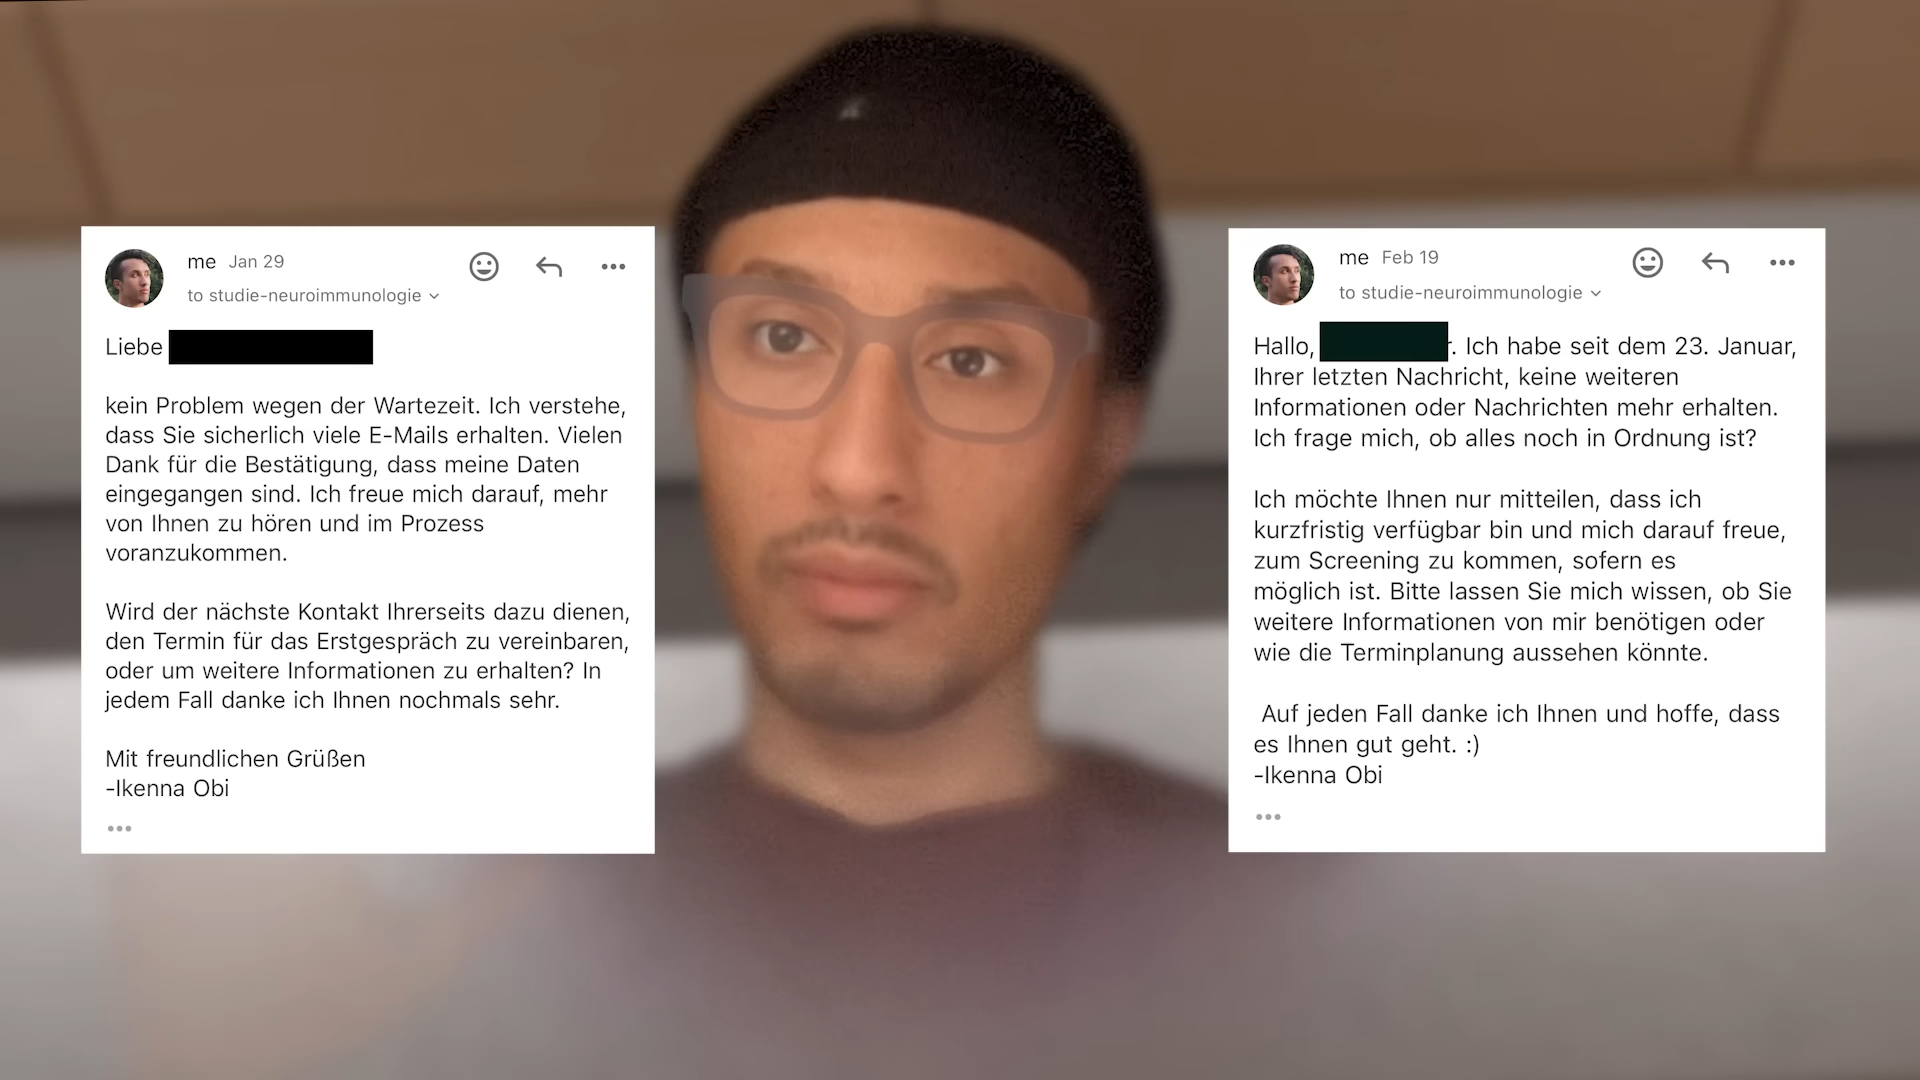 me Jan 29
to studie-neuroimmunologie
Liebe
kein Problem wegen der Wartezeit. Ich verstehe,
dass Sie sicherlich viele E-Mails erhalten. Vielen
Dank für die Bestätigung, dass meine Daten
eingegangen sind. Ich freue mich darauf, mehr
von Ihnen zu hören und im Prozess
voranzukommen.
Wird der nächste Kontakt Ihrerseits dazu dienen,
den Termin für das Erstgespräch zu vereinbaren,
oder um weitere Informationen zu erhalten? In
jedem Fall danke ich Ihnen nochmals sehr.
Mit freundlichen Grüßen
-Ikenna Obi
me Feb 19
to studie-neuroimmunologie
Hallo, r. Ich habe seit dem 23. Januar,
Ihrer letzten Nachricht, keine weiteren
Informationen oder Nachrichten mehr erhalten.
Ich frage mich, ob alles noch in Ordnung ist?
Ich möchte Ihnen nur mitteilen, dass ich
kurzfristig verfügbar bin und mich darauf freue,
zum Screening zu kommen, sofern es
möglich ist. Bitte lassen Sie mich wissen, ob Sie
weitere Informationen von mir benötigen oder
wie die Terminplanung aussehen könnte.
Auf jeden Fall danke ich Ihnen und hoffe, dass
es Ihnen gut geht. :)
-Ikenna Obi